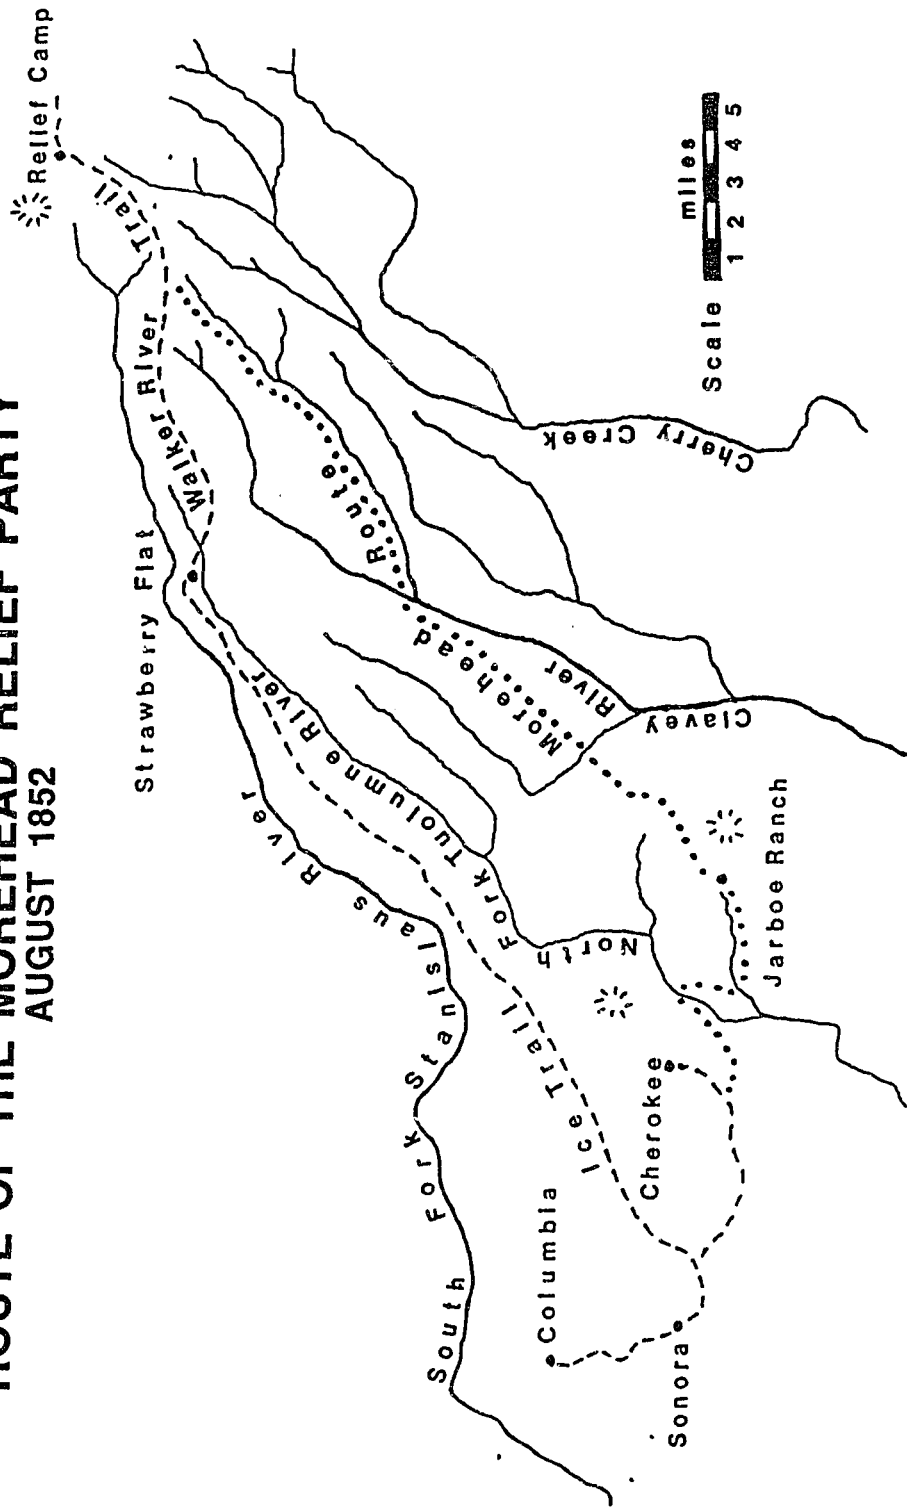 ROUTE OF THE MOREHEAD RELIEF PARTY
AUGUST 1852
Relief Camp
Strawberry Flat
Walker River Trail
South Fork Stanislaus River
North Fork Tuolumne River
Ice Trail
Morehead Route
Clavey River
Cherry Creek
Columbia
Sonora
Cherokee
Jarboe Ranch
Scale
miles
1 2 3 4 5